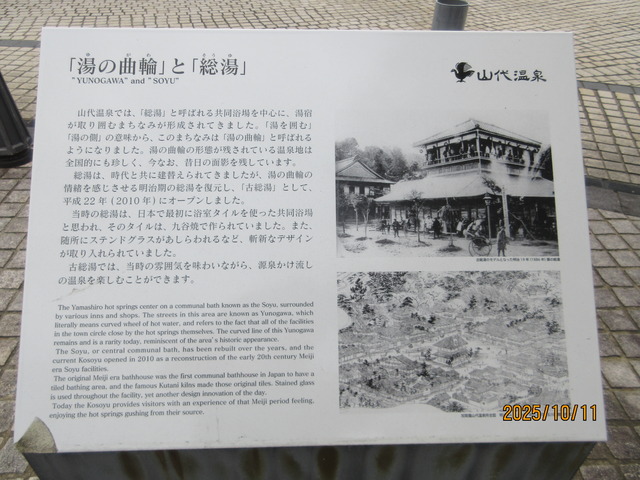 「湯の曲輪」と「総湯」
"YUNOGAWA" and "SOYU"
山代温泉
山代では、「総湯」と呼ばれる共同浴場を中心に、湯宿
が取り囲むまちなみが形成されてきました。「湯を囲む」
「湯の側」の意味から、このまちなみは「湯の曲輪」と呼ばれる
ようになりました。湯の曲輪の形態が残されている温泉地は
全国的にも珍しく、今なお、昔日の面影を残しています。
総湯は、時代と共に建替えられてきましたが、湯の曲輪の
情緒を感じさせる明治期の総湯を復元し、「古総湯」として、
平成22年(2010年)にオープンしました。
当時の総湯は、日本で最初に浴室タイルを使った共同浴場
と思われ、そのタイルは、九谷焼で作られていました。また、
随所にステンドグラスがあしらわれるなど、斬新なデザイン
が取り入れられていました。
古総湯では、当時の雰囲気を味わいながら、源泉かけ流し
の温泉を楽しむことができます。
The Yamashiro hot springs center on a communal bath known as the Soyu, surrounded
by various inns and shops. The streets in this area are known as Yunogawa, which
literally means curved wheel of hot water, and refers to the fact that all of the facilities
in the town circle close by the hot springs themselves. The curved line of this Yunogawa
remains and is a rarity today, reminiscent of the area's historic appearance.
The Soyu, or central communal bath, has been rebuilt over the years, and the
current Kosoyu opened in 2010 as a reconstruction of the early 20th century Meiji
era Soyu facilities.
The original Meiji era bathhouse was the first communal bathhouse in Japan to have a
tiled bathing area, and the famous Kutani kilns made those original tiles. Stained glass
is used throughout the facility, yet another design innovation of the day.
Today the Kosoyu provides visitors with an experience of that Meiji period feeling,
enjoying the hot springs gushing from their source.
2025/10/11